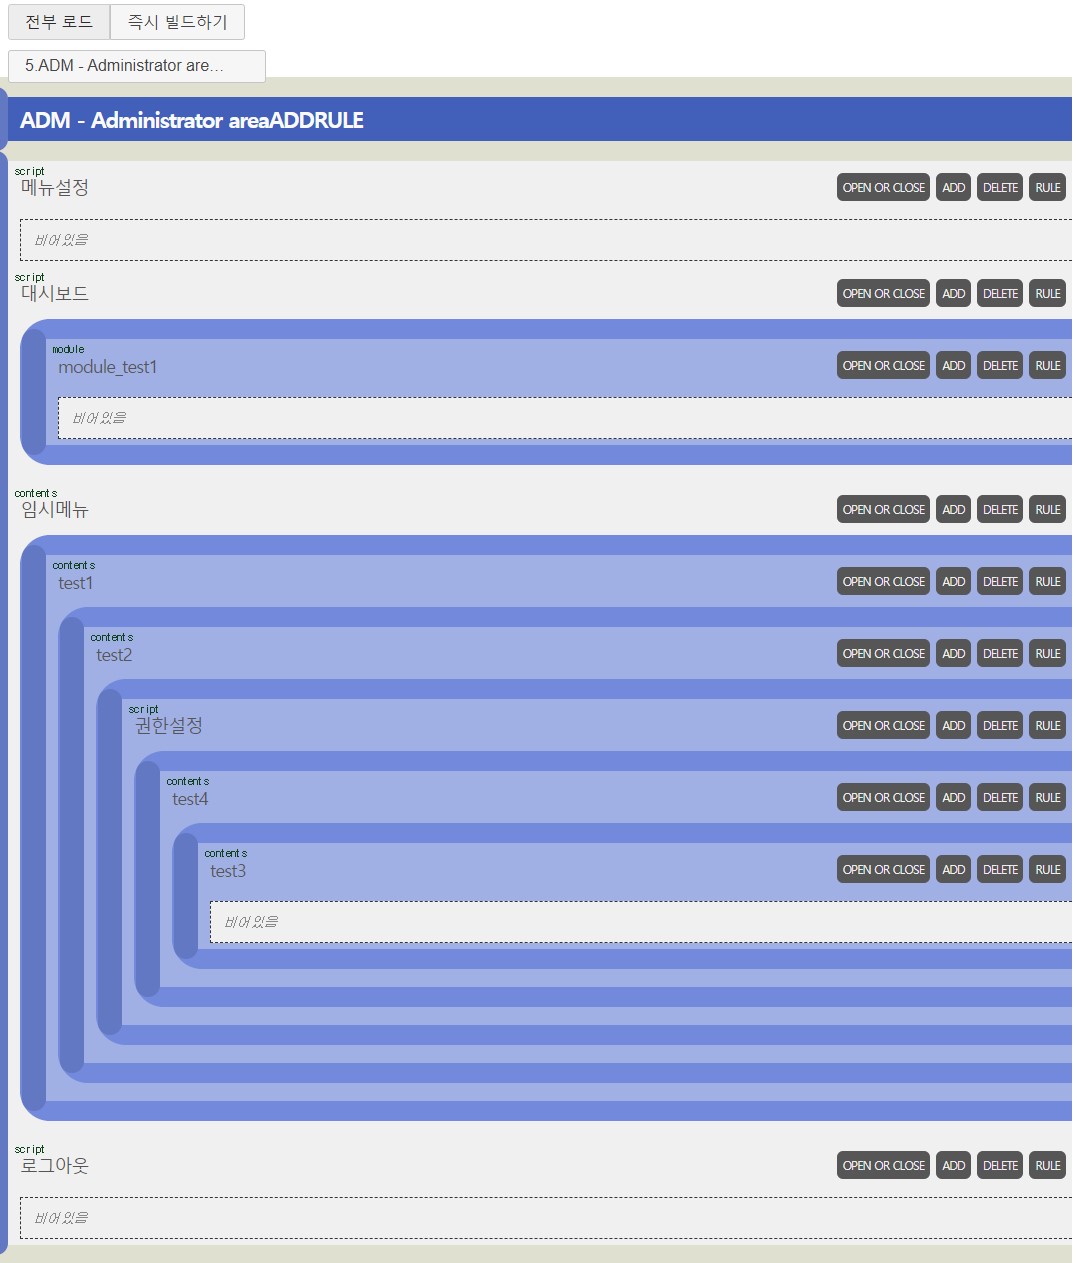 전부 로드 즉시 빌드하기
5.ADM - Administrator are...
ADM - Administrator areaADDRULE
script
메뉴설정 OPEN OR CLOSE ADD DELETE RULE
비어있음
script
대시보드 OPEN OR CLOSE ADD DELETE RULE
module
module_test1 OPEN OR CLOSE ADD DELETE RULE
비어있음
contents
임시메뉴 OPEN OR CLOSE ADD DELETE RULE
contents
test1 OPEN OR CLOSE ADD DELETE RULE
contents
test2 OPEN OR CLOSE ADD DELETE RULE
script
권한설정 OPEN OR CLOSE ADD DELETE RULE
contents
test4 OPEN OR CLOSE ADD DELETE RULE
contents
test3 OPEN OR CLOSE ADD DELETE RULE
비어있음
script
로그아웃 OPEN OR CLOSE ADD DELETE RULE
비어있음